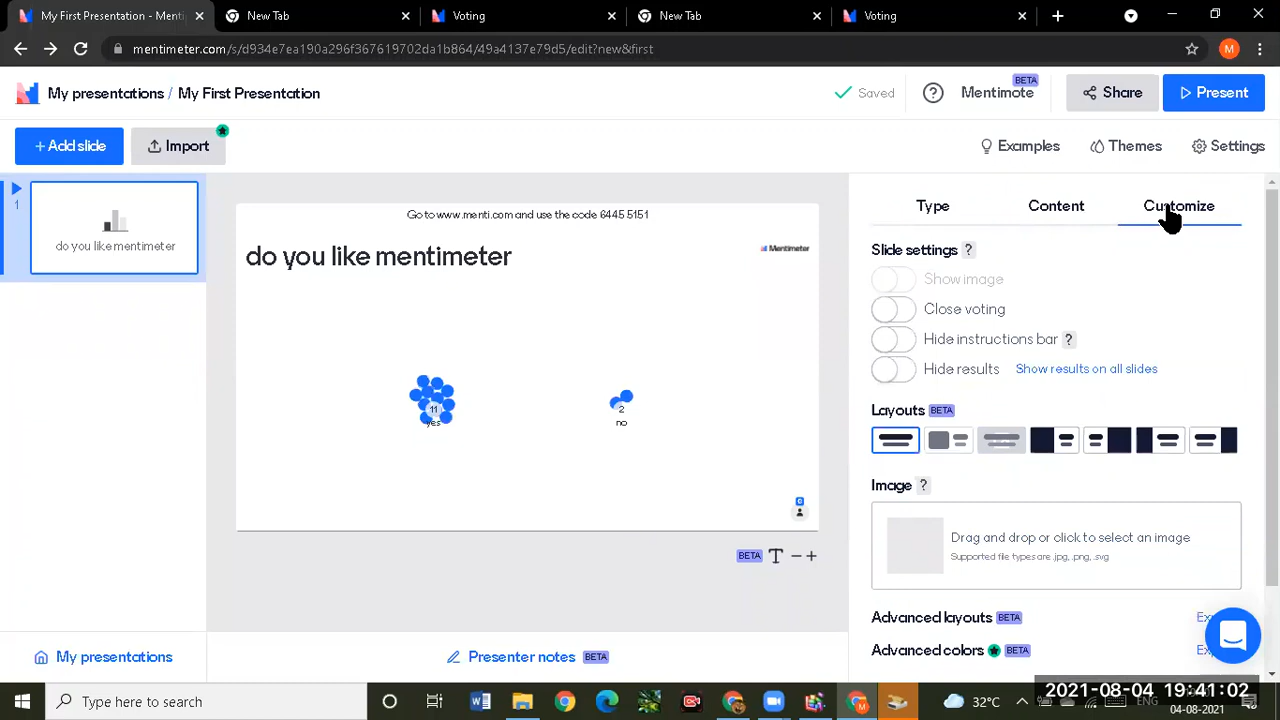 My First Presentation - Menti
New Tab
Voting
New Tab
Voting
mentimeter.com/s/d934e7ea190a296f367619702da1b864/49a4137e79d5/edit?new&first
M
My presentations / My First Presentation
Saved
?
Mentimote
BETA
Share
Present
+ Add slide
Import
Examples
Themes
Settings
1
do you like mentimeter
Go to www.menti.com and use the code 6445 5151
do you like mentimeter
Mentimeter
11
yes
2
no
0
BETA
T
Type
Content
Customize
Slide settings ?
Show image
Close voting
Hide instructions bar ?
Hide results
Show results on all slides
Layouts BETA
Image ?
Drag and drop or click to select an image
Supported file types are .jpg, .png, .svg
Advanced layouts BETA
Advanced colors BETA
My presentations
Presenter notes BETA
Type here to search
32°C
ENG
2021-08-04 19:41:02
04-08-2021